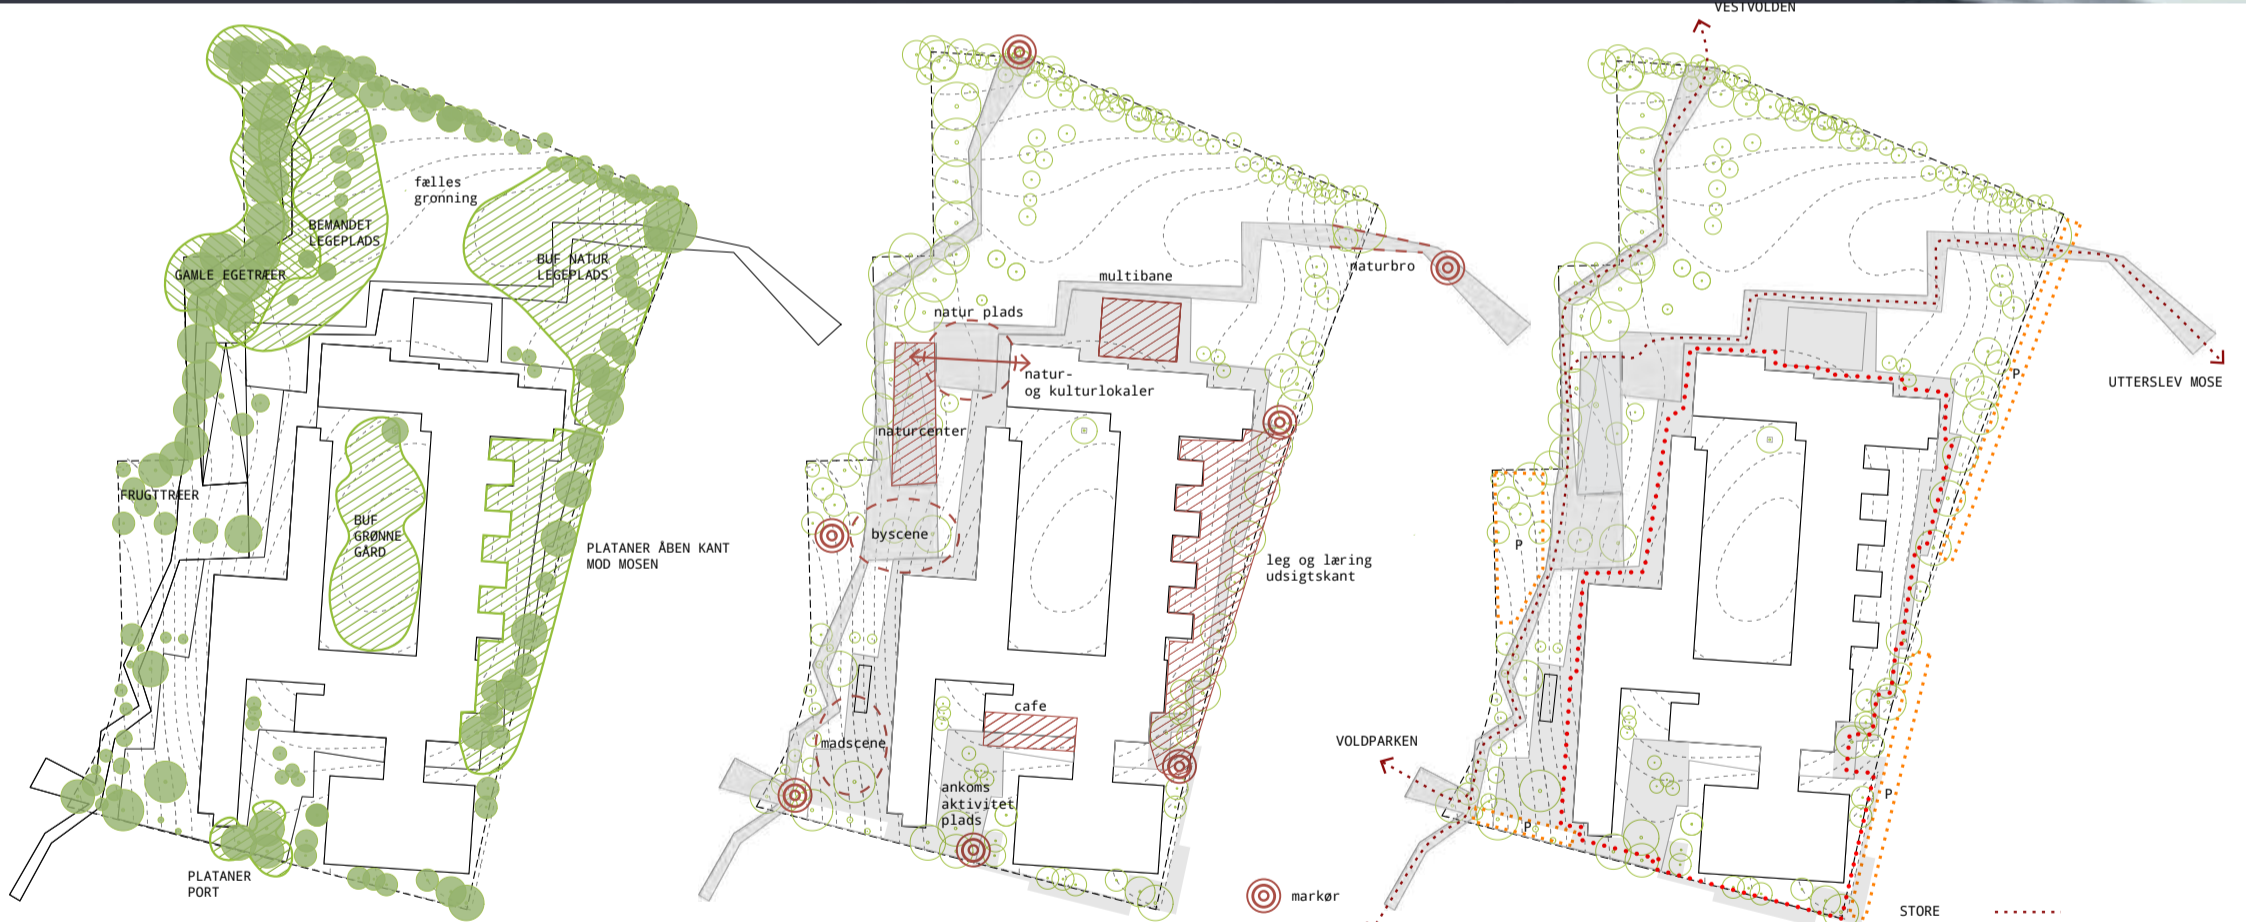 fælles
grønning
BEMANDET
LEGEPLADS
GAMLE EGETRÆER
BUF NATUR
LEGEPLADS
FRUGTTRÆER
BUF
GRØNNE
GÅRD
PLATANER ÅBEN KANT
MOD MOSEN
PLATANER
PORT
multibane
naturbro
natur plads
natur-
og kulturlokaler
naturcenter
byscene
leg og læring
udsigtskant
cafe
madscene
ankoms
aktivitet
plads
markør
VESTVOLDEN
P
UTTERSLEV MOSE
P
VOLDPARKEN
P
P
STORE